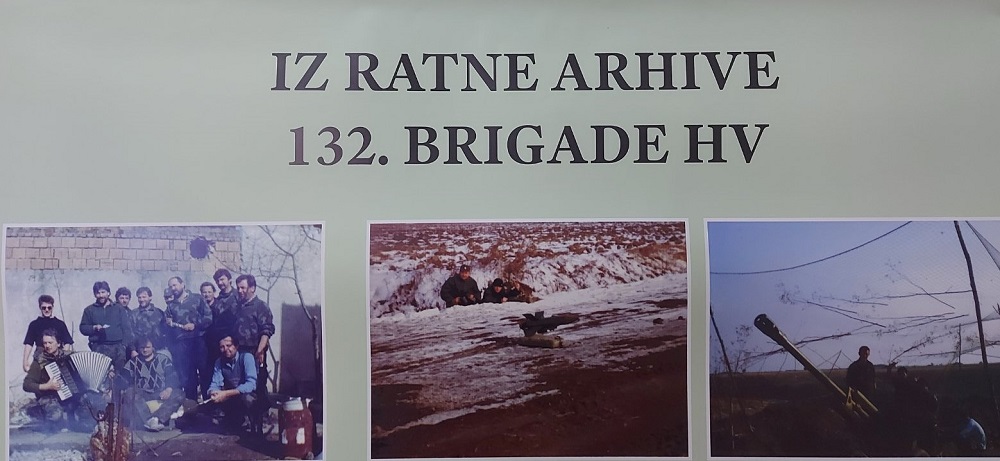 IZ RATNE ARHIVE
132. BRIGADE HV